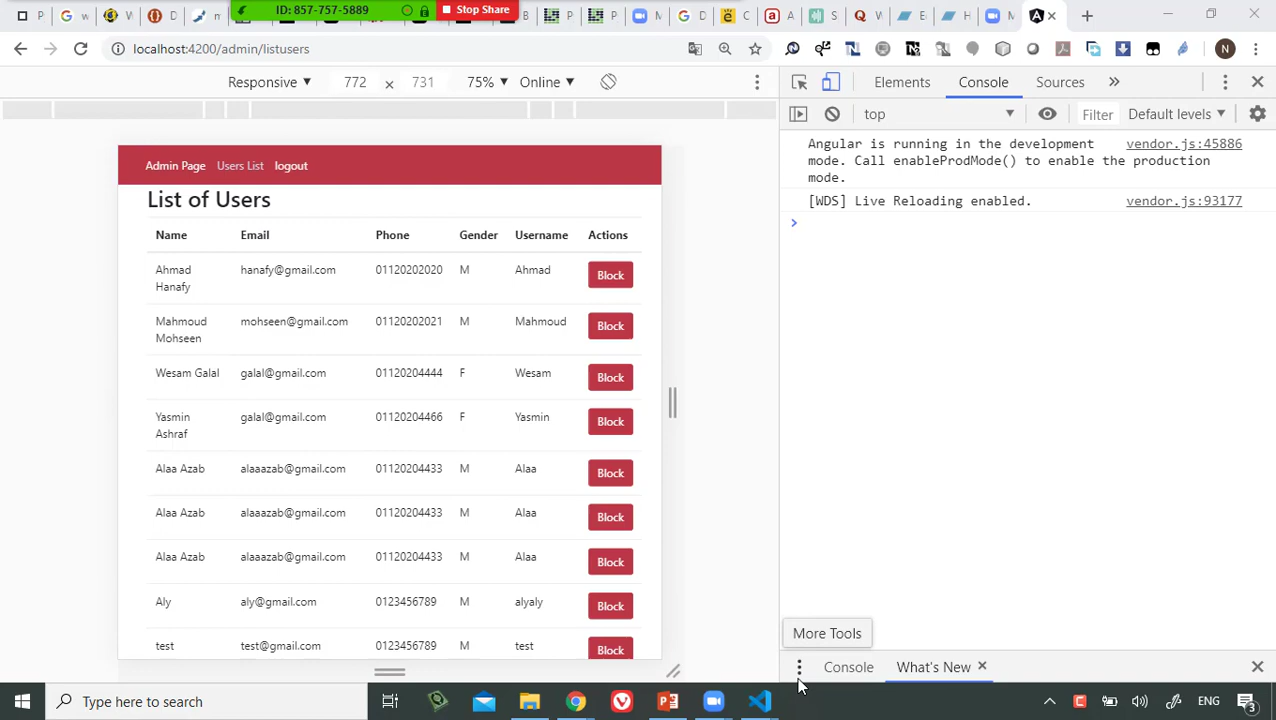 ID: 857-757-5889 Stop Share
localhost:4200/admin/listusers
N
Responsive 772 × 731 75% Online
Elements Console Sources
top Filter Default levels
Angular is running in the development vendor.js:45886
mode. Call enableProdMode() to enable the production
mode.
[WDS] Live Reloading enabled. vendor.js:93177
Admin Page Users List logout
List of Users
Name Email Phone Gender Username Actions
Ahmad hanafy@gmail.com 01120202020 M Ahmad Block
Hanafy
Mahmoud mohseen@gmail.com 01120202021 M Mahmoud Block
Mohseen
Wesam Galal galal@gmail.com 01120204444 F Wesam Block
Yasmin galal@gmail.com 01120204466 F Yasmin Block
Ashraf
Alaa Azab alaaazab@gmail.com 01120204433 M Alaa Block
Alaa Azab alaaazab@gmail.com 01120204433 M Alaa Block
Alaa Azab alaaazab@gmail.com 01120204433 M Alaa Block
Aly aly@gmail.com 0123456789 M alyaly Block
test test@gmail.com 0123456789 M test Block
More Tools
Console What's New
Type here to search
ENG
3